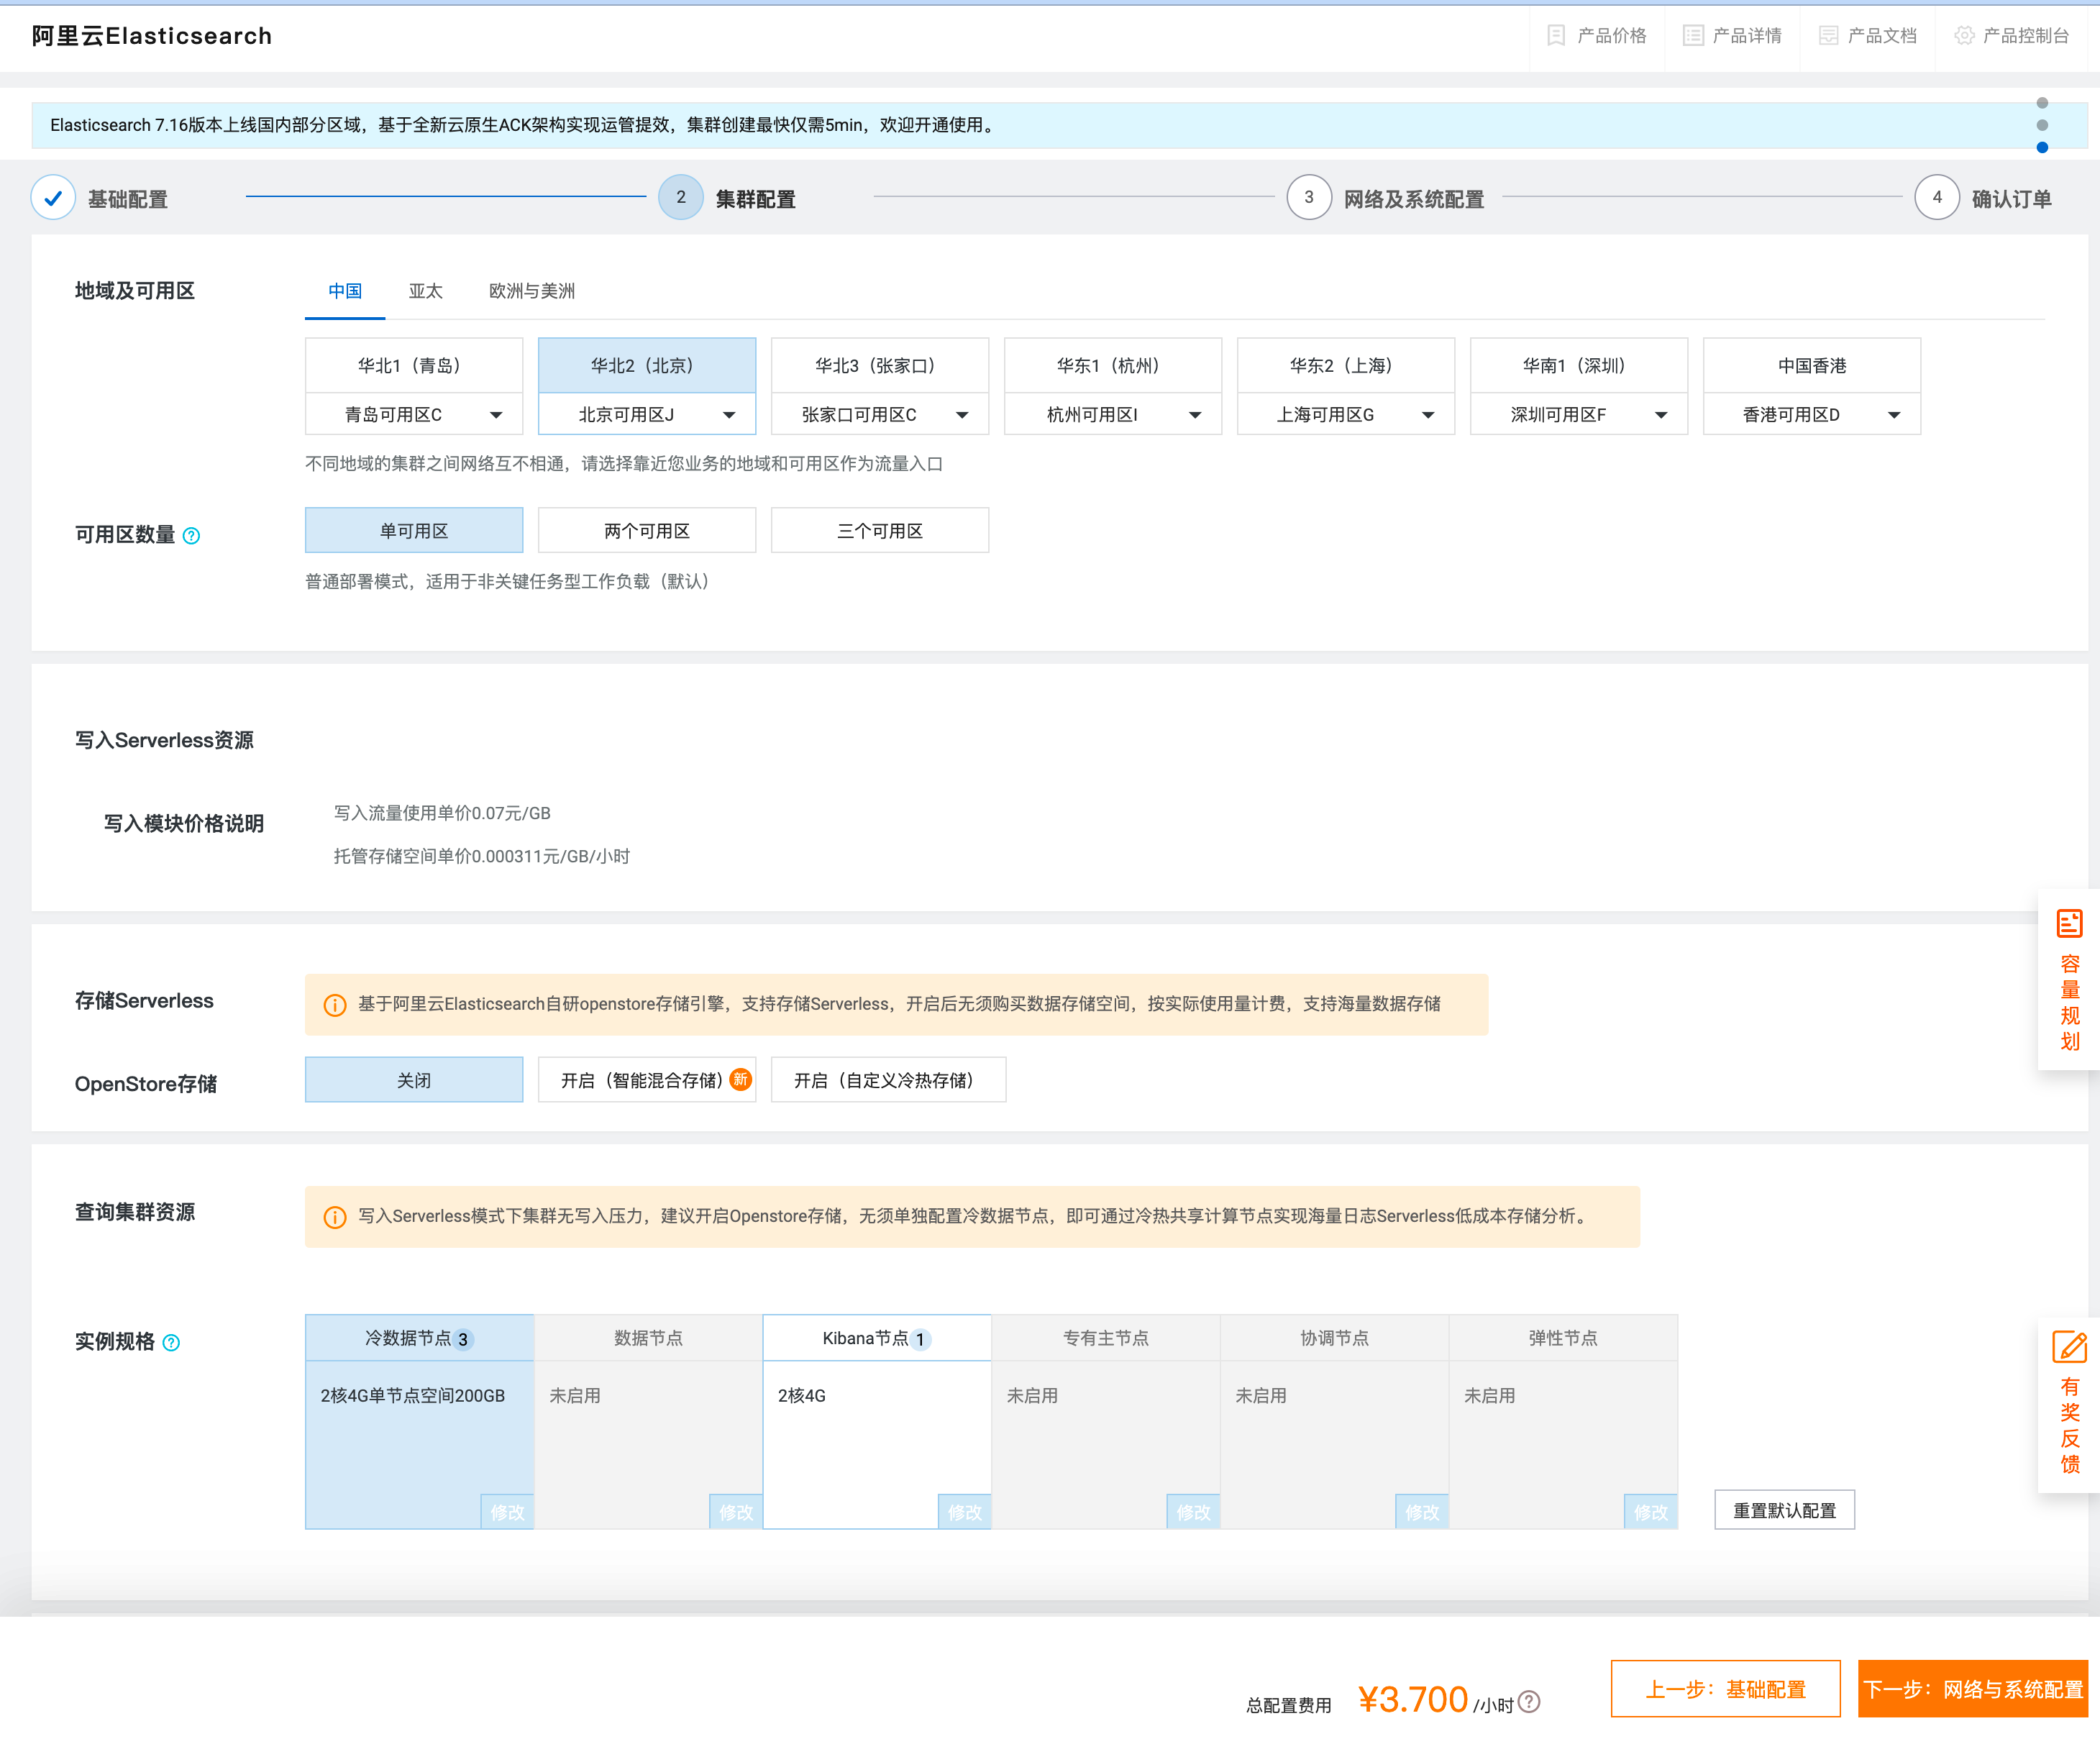 阿里云Elasticsearch
产品价格
产品详情
产品文档
产品控制台
Elasticsearch 7.16版本上线国内部分区域，基于全新云原生ACK架构实现运管提效，集群创建最快仅需5min，欢迎开通使用。
基础配置
2 集群配置
3 网络及系统配置
4 确认订单
地域及可用区
中国 亚太 欧洲与美洲
华北1（青岛） 华北2（北京） 华北3（张家口） 华东1（杭州） 华东2（上海） 华南1（深圳） 中国香港
青岛可用区C 北京可用区J 张家口可用区C 杭州可用区I 上海可用区G 深圳可用区F 香港可用区D
不同地域的集群之间网络互不相通，请选择靠近您业务的地域和可用区作为流量入口
可用区数量 ? 单可用区 两个可用区 三个可用区
普通部署模式，适用于非关键任务型工作负载（默认）
写入Serverless资源
写入模块价格说明
写入流量使用单价0.07元/GB
托管存储空间单价0.000311元/GB/小时
存储Serverless
基于阿里云Elasticsearch自研openstore存储引擎，支持存储Serverless，开启后无须购买数据存储空间，按实际使用量计费，支持海量数据存储
OpenStore存储 关闭 开启（智能混合存储） 新 开启（自定义冷热存储）
查询集群资源
写入Serverless模式下集群无写入压力，建议开启Openstore存储，无须单独配置冷数据节点，即可通过冷热共享计算节点实现海量日志Serverless低成本存储分析。
实例规格 ?
冷数据节点 3 数据节点 Kibana节点 1 专有主节点 协调节点 弹性节点
2核4G单节点空间200GB 未启用 2核4G 未启用 未启用 未启用
修改 修改 修改 修改 修改 修改
重置默认配置
容量规划
有奖反馈
总配置费用 ¥3.700 /小时 ?
上一步：基础配置
下一步：网络与系统配置